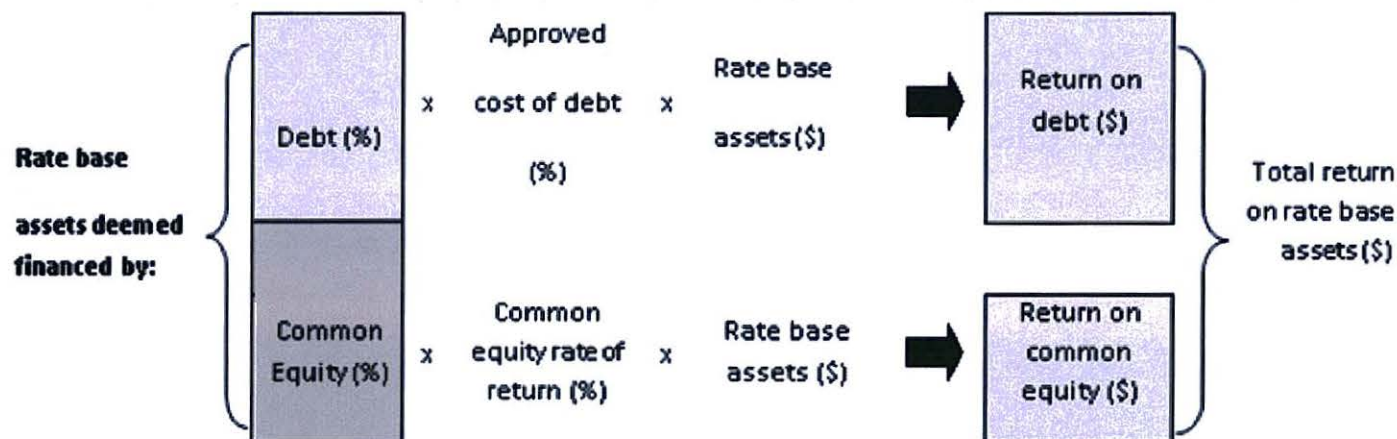 Rate base
assets deemed
financed by:
Debt (%)
x
Approved
cost of debt
(%)
x
Rate base
assets ($)
Return on
debt ($)
Common
Equity (%)
x
Common
equity rate of
return (%)
x
Rate base
assets ($)
Return on
common
equity ($)
Total return
on rate base
assets ($)